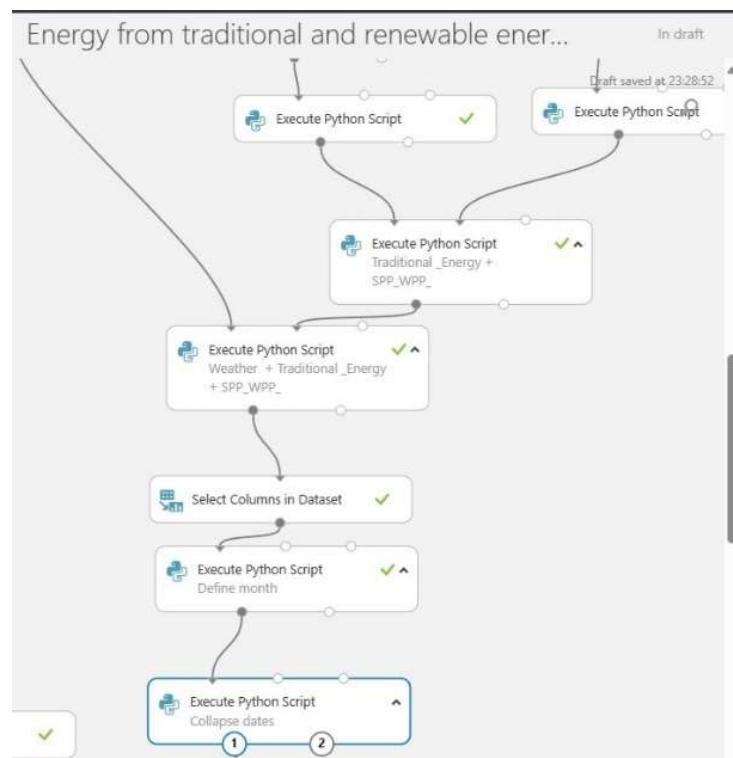 Energy from traditional and renewable ener...
In draft
Draft saved at 23:28:52
Execute Python Script
Execute Python Script
Execute Python Script
Traditional _Energy +
SPP_WPP_
Execute Python Script
Weather + Traditional _Energy
+ SPP_WPP_
Select Columns in Dataset
Execute Python Script
Define month
Execute Python Script
Collapse dates
1
2